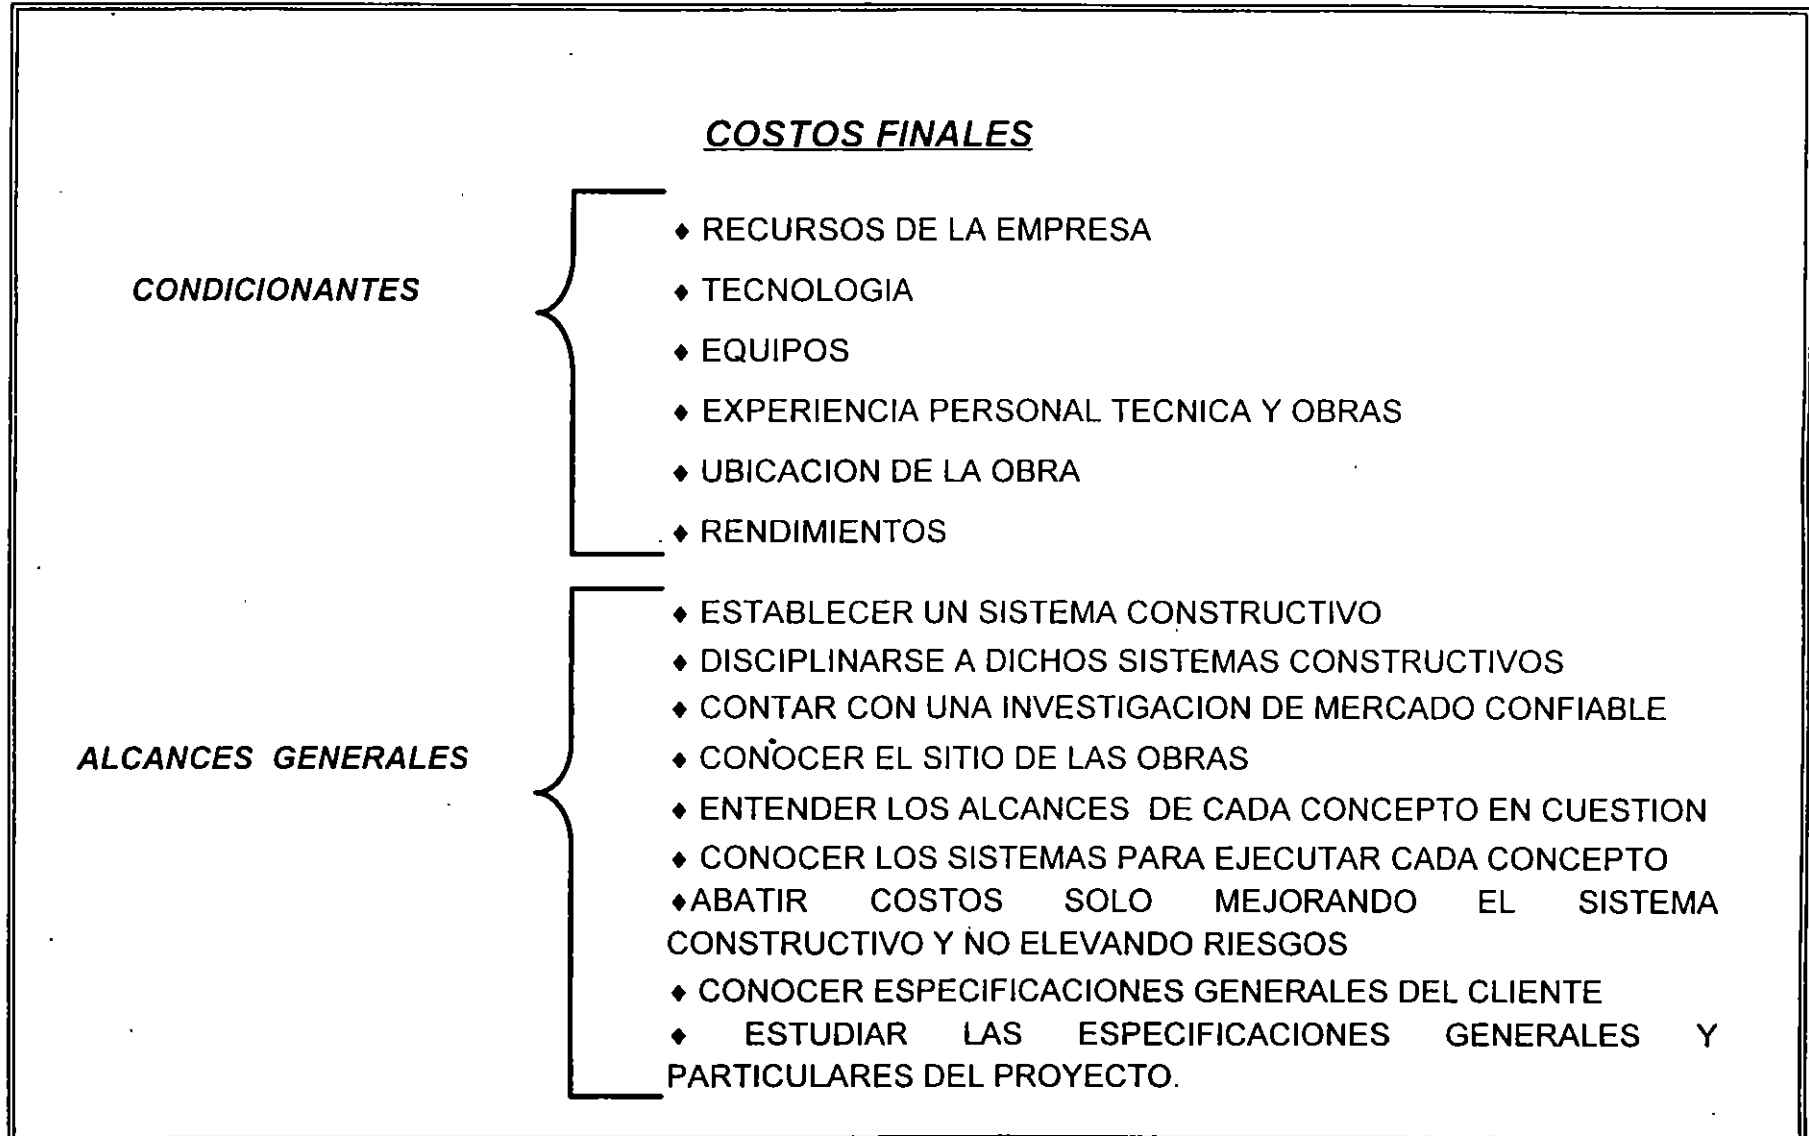 COSTOS FINALES
CONDICIONANTES
♦ RECURSOS DE LA EMPRESA
♦ TECNOLOGIA
♦ EQUIPOS
♦ EXPERIENCIA PERSONAL TECNICA Y OBRAS
♦ UBICACION DE LA OBRA
♦ RENDIMIENTOS
ALCANCES GENERALES
♦ ESTABLECER UN SISTEMA CONSTRUCTIVO
♦ DISCIPLINARSE A DICHOS SISTEMAS CONSTRUCTIVOS
♦ CONTAR CON UNA INVESTIGACION DE MERCADO CONFIABLE
♦ CONOCER EL SITIO DE LAS OBRAS
♦ ENTENDER LOS ALCANCES DE CADA CONCEPTO EN CUESTION
♦ CONOCER LOS SISTEMAS PARA EJECUTAR CADA CONCEPTO
♦ABATIR COSTOS SOLO MEJORANDO EL SISTEMA
CONSTRUCTIVO Y NO ELEVANDO RIESGOS
♦ CONOCER ESPECIFICACIONES GENERALES DEL CLIENTE
♦ ESTUDIAR LAS ESPECIFICACIONES GENERALES Y
PARTICULARES DEL PROYECTO.